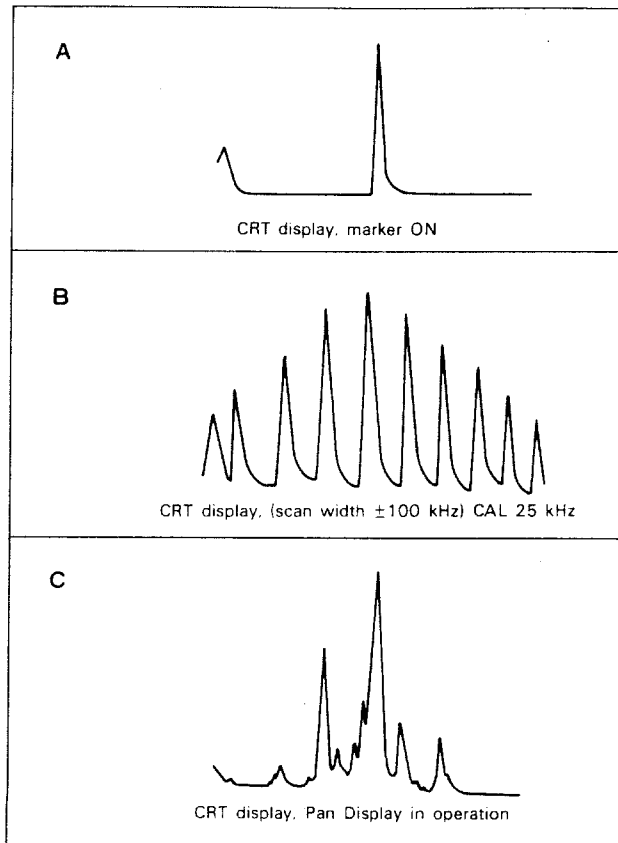 A
CRT display, marker ON
B
CRT display, (scan width ±100 kHz) CAL 25 kHz
C
CRT display, Pan Display in operation